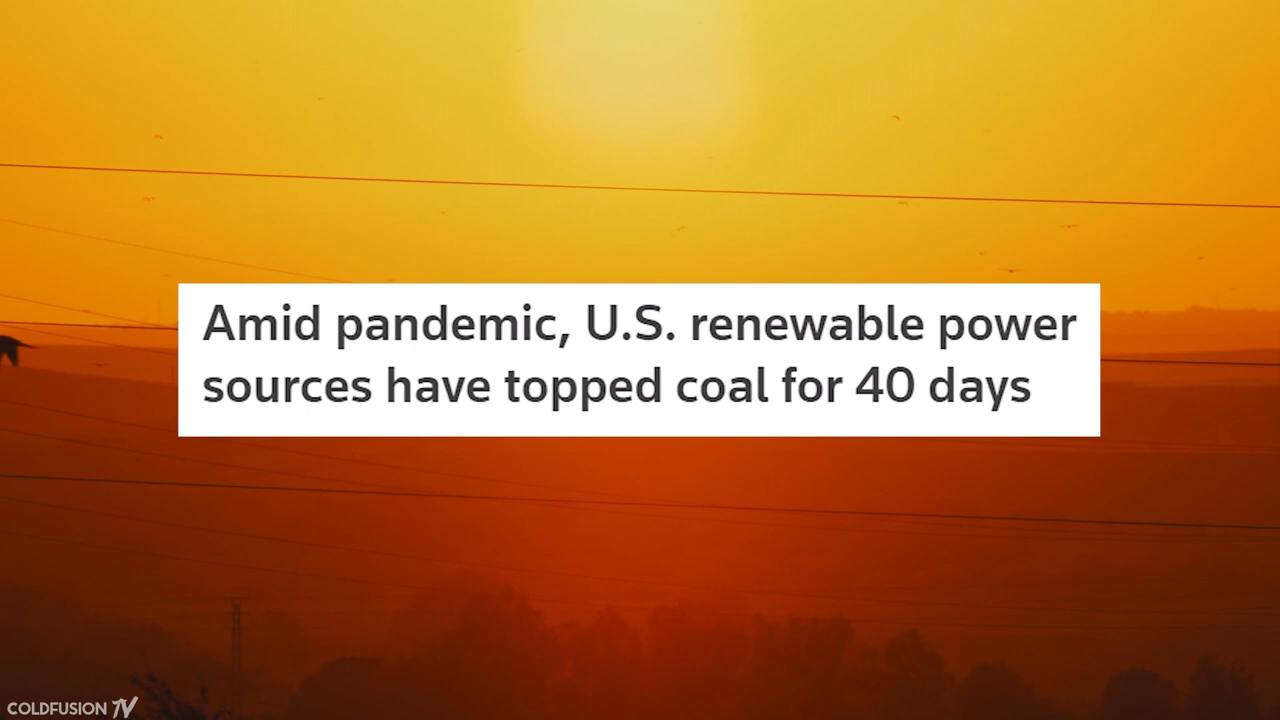 Amid pandemic, U.S. renewable power
sources have topped coal for 40 days
COLDFUSION TV